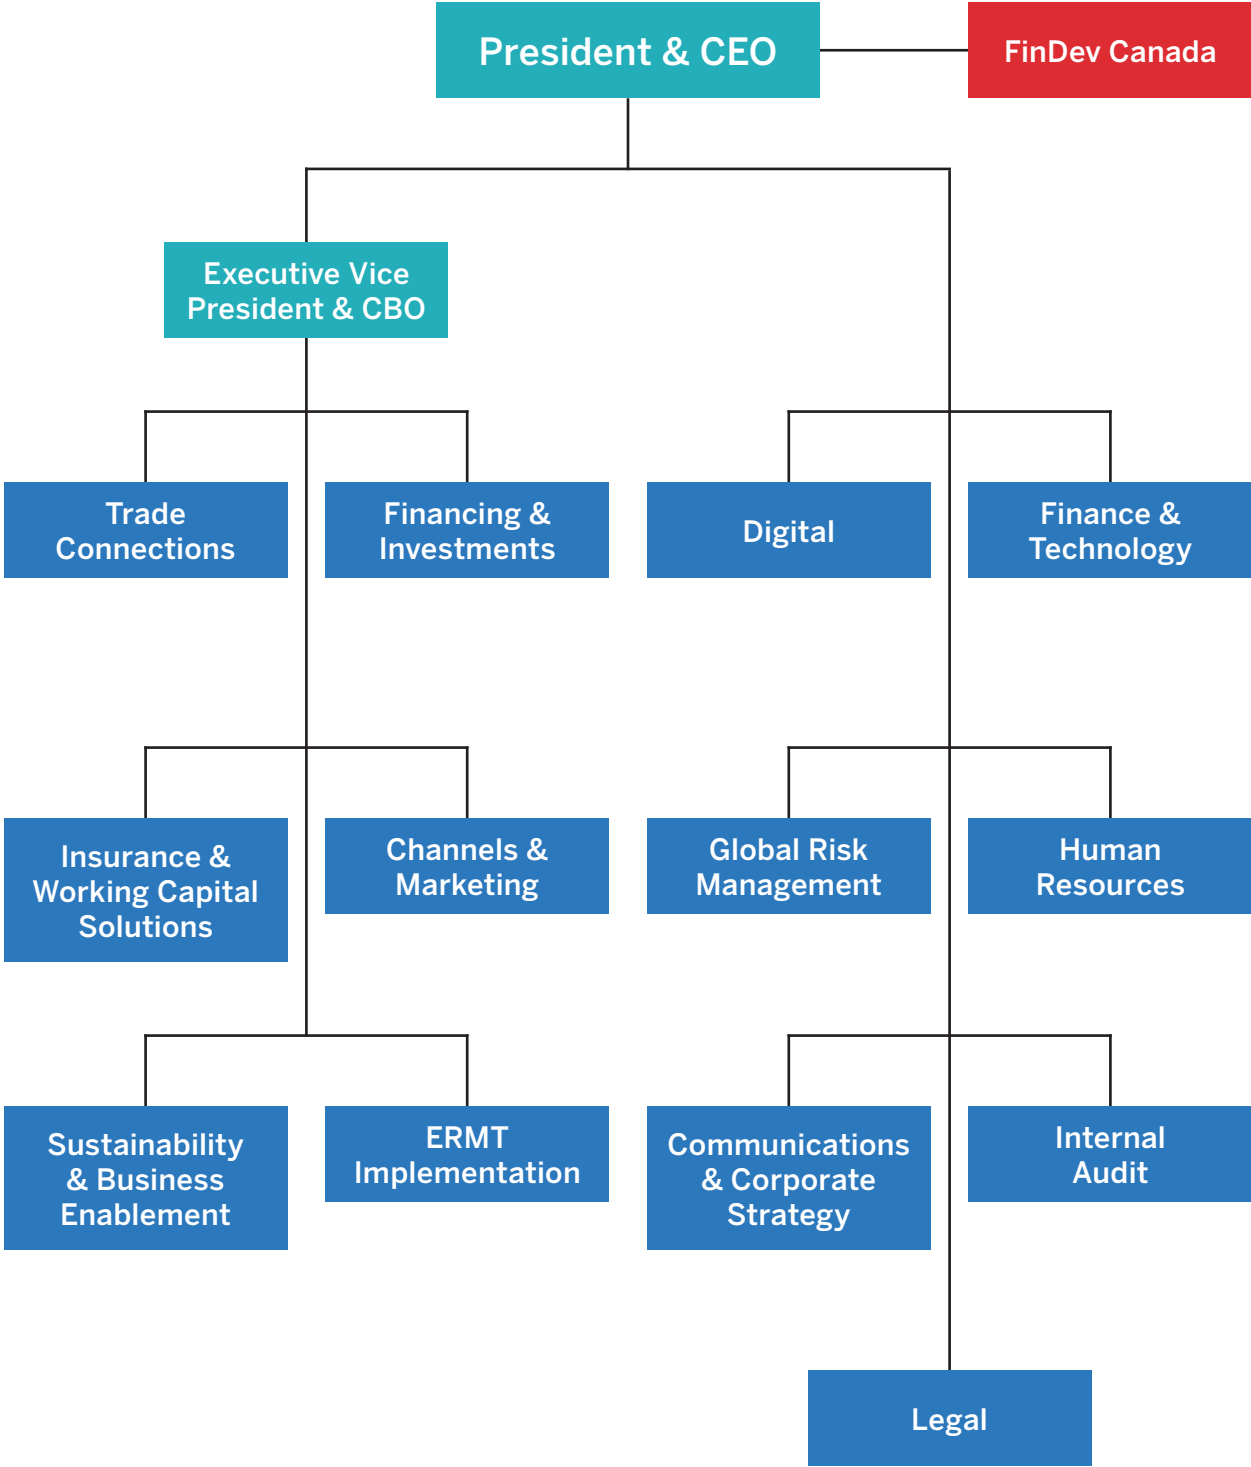 President & CEO
FinDev Canada
Executive Vice
President & CBO
Trade
Connections
Financing &
Investments
Digital
Finance &
Technology
Insurance &
Working Capital
Solutions
Channels &
Marketing
Global Risk
Management
Human
Resources
Sustainability
& Business
Enablement
ERMT
Implementation
Communications
& Corporate
Strategy
Internal
Audit
Legal